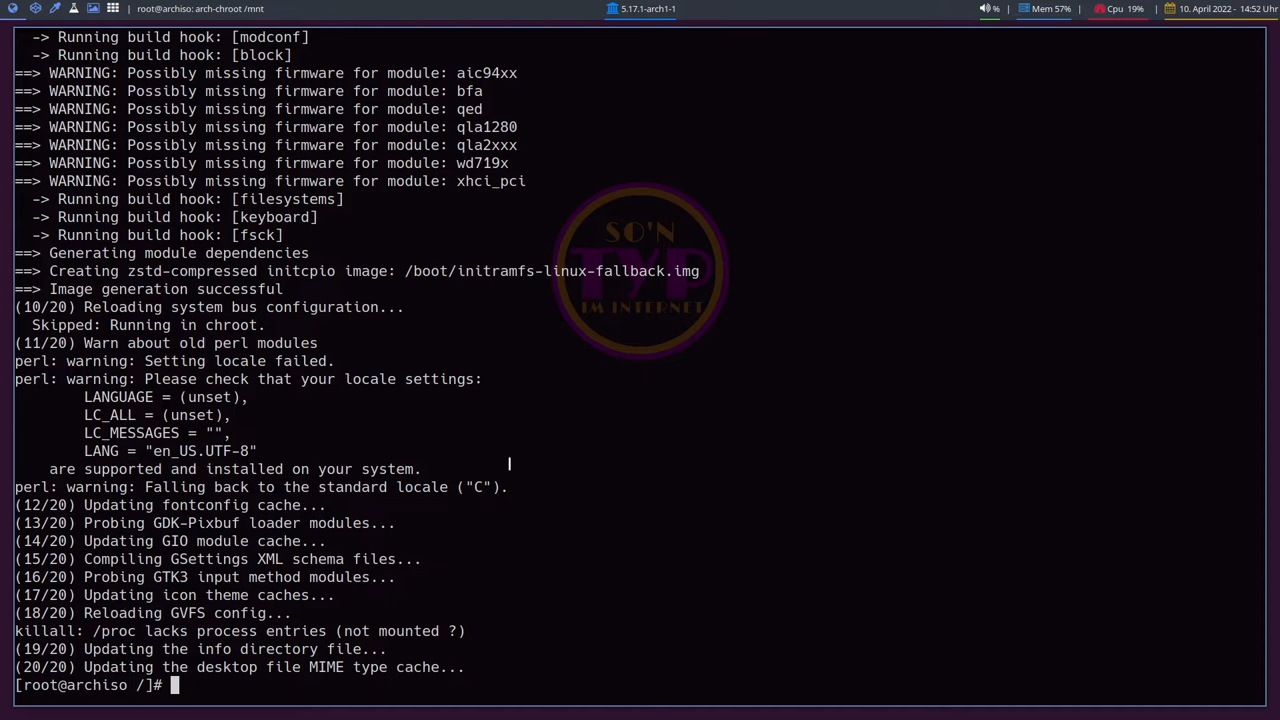 root@archiso: arch-chroot /mnt
5.17.1-arch1-1
% | Mem 57% | Cpu 19% | 10. April 2022 - 14:52 Uhr
-> Running build hook: [modconf]
-> Running build hook: [block]
==> WARNING: Possibly missing firmware for module: aic94xx
==> WARNING: Possibly missing firmware for module: bfa
==> WARNING: Possibly missing firmware for module: qed
==> WARNING: Possibly missing firmware for module: qla1280
==> WARNING: Possibly missing firmware for module: qla2xxx
==> WARNING: Possibly missing firmware for module: wd719x
==> WARNING: Possibly missing firmware for module: xhci_pci
-> Running build hook: [filesystems]
-> Running build hook: [keyboard]
-> Running build hook: [fsck]
==> Generating module dependencies
==> Creating zstd-compressed initcpio image: /boot/initramfs-linux-fallback.img
==> Image generation successful
(10/20) Reloading system bus configuration...
Skipped: Running in chroot.
(11/20) Warn about old perl modules
perl: warning: Setting locale failed.
perl: warning: Please check that your locale settings:
LANGUAGE = (unset),
LC_ALL = (unset),
LC_MESSAGES = "",
LANG = "en_US.UTF-8"
are supported and installed on your system.
perl: warning: Falling back to the standard locale ("C").
(12/20) Updating fontconfig cache...
(13/20) Probing GDK-Pixbuf loader modules...
(14/20) Updating GIO module cache...
(15/20) Compiling GSettings XML schema files...
(16/20) Probing GTK3 input method modules...
(17/20) Updating icon theme caches...
(18/20) Reloading GVFS config...
killall: /proc lacks process entries (not mounted ?)
(19/20) Updating the info directory file...
(20/20) Updating the desktop file MIME type cache...
[root@archiso /]#
SO'N
TYP
IM INTERNET